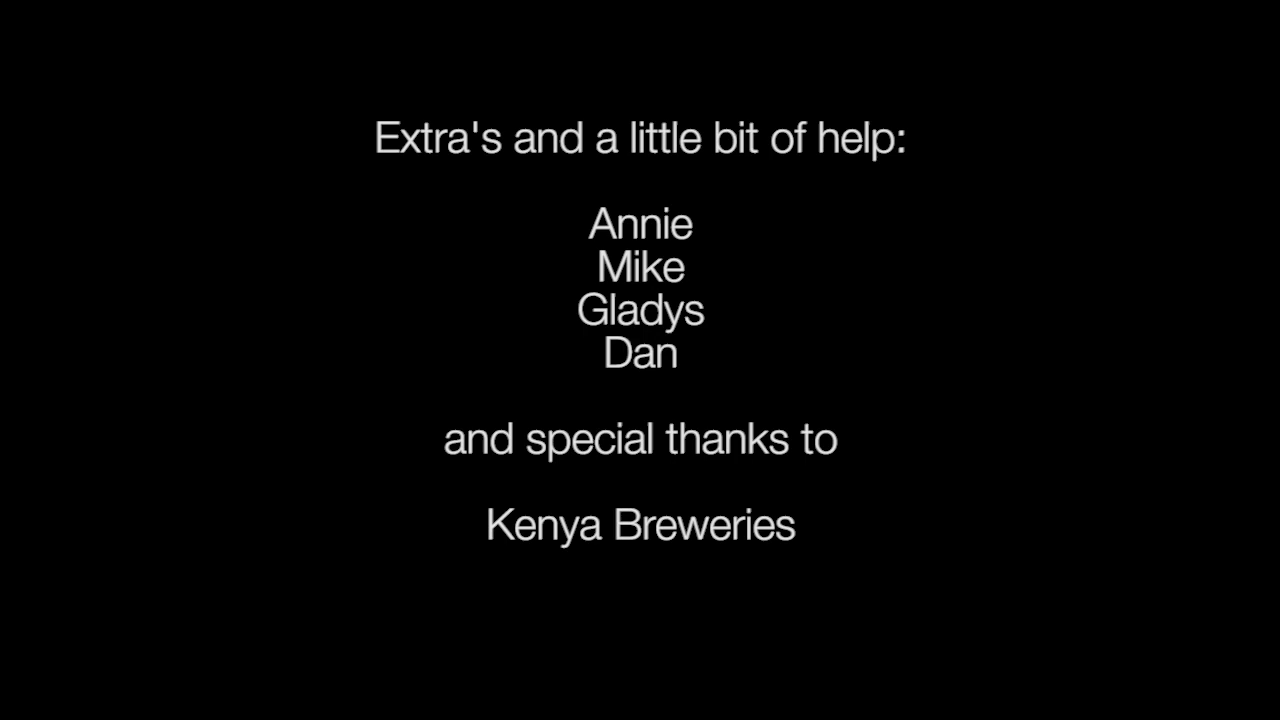 Extra's and a little bit of help:
Annie
Mike
Gladys
Dan
and special thanks to
Kenya Breweries